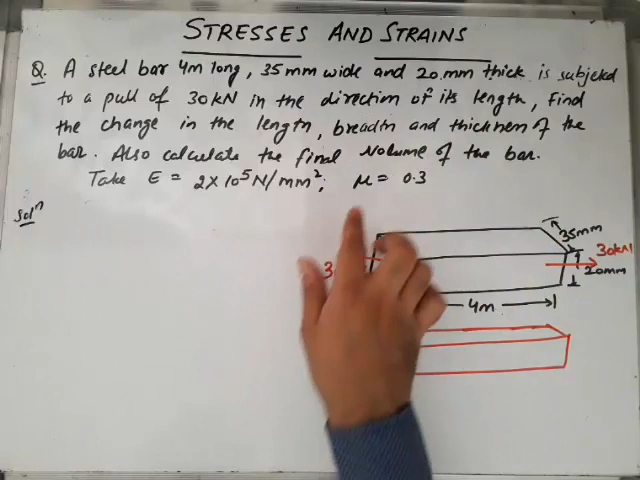 STRESSES AND STRAINS
Q. A steel bar 4m long, 35mm wide and 20mm thick is subjected
to a pull of 30kN in the direction of its length, Find
the change in the length, breadth and thickness of the
bar. Also calculate the final volume of the bar.
Take E = 2×10⁵N/mm²; μ = 0.3
Solⁿ
35mm
30kN
20mm
4m